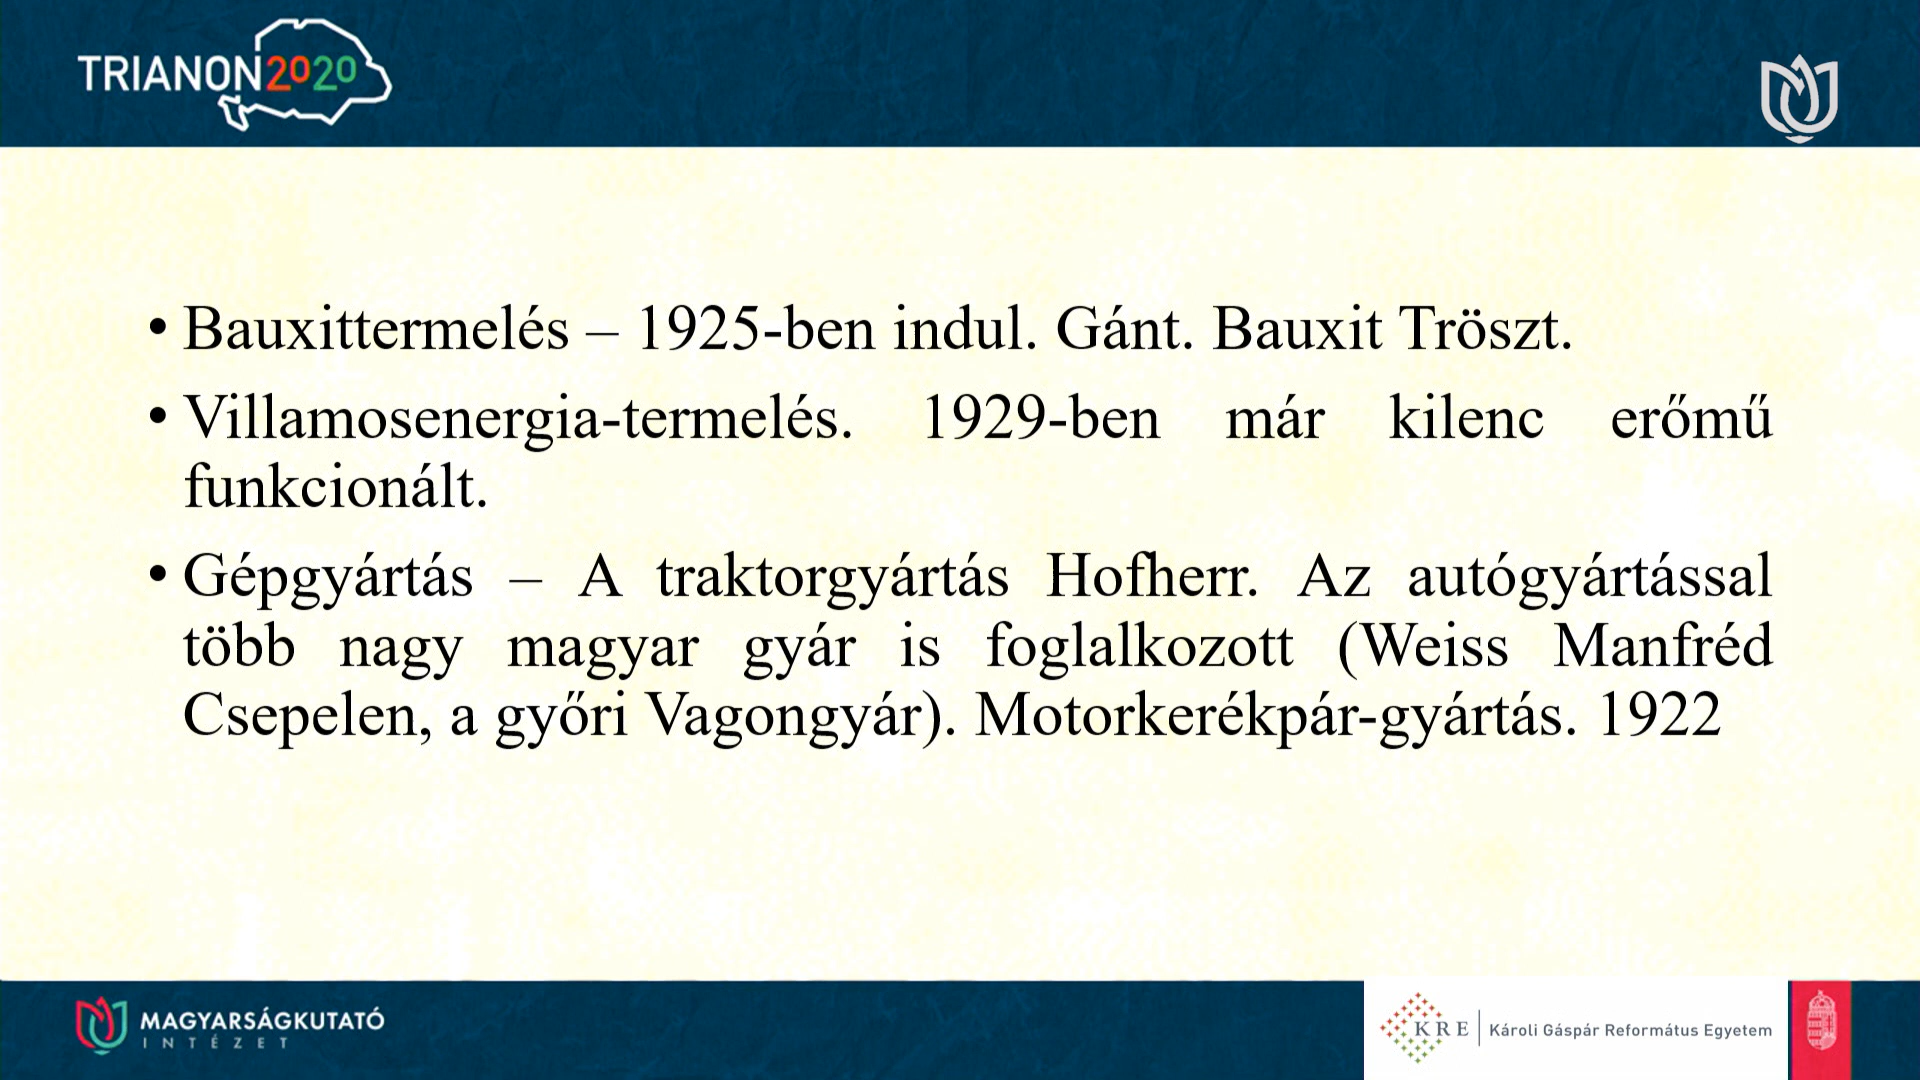 TRIANON2020
• Bauxittermelés – 1925-ben indul. Gánt. Bauxit Tröszt.
• Villamosenergia-termelés. 1929-ben már kilenc erőmű
funkcionált.
• Gépgyártás – A traktorgyártás Hofherr. Az autógyártással
több nagy magyar gyár is foglalkozott (Weiss Manfréd
Csepelen, a győri Vagongyár). Motorkerékpár-gyártás. 1922
MAGYARSÁGKUTATÓ
INTÉZET
KRE | Károli Gáspár Református Egyetem